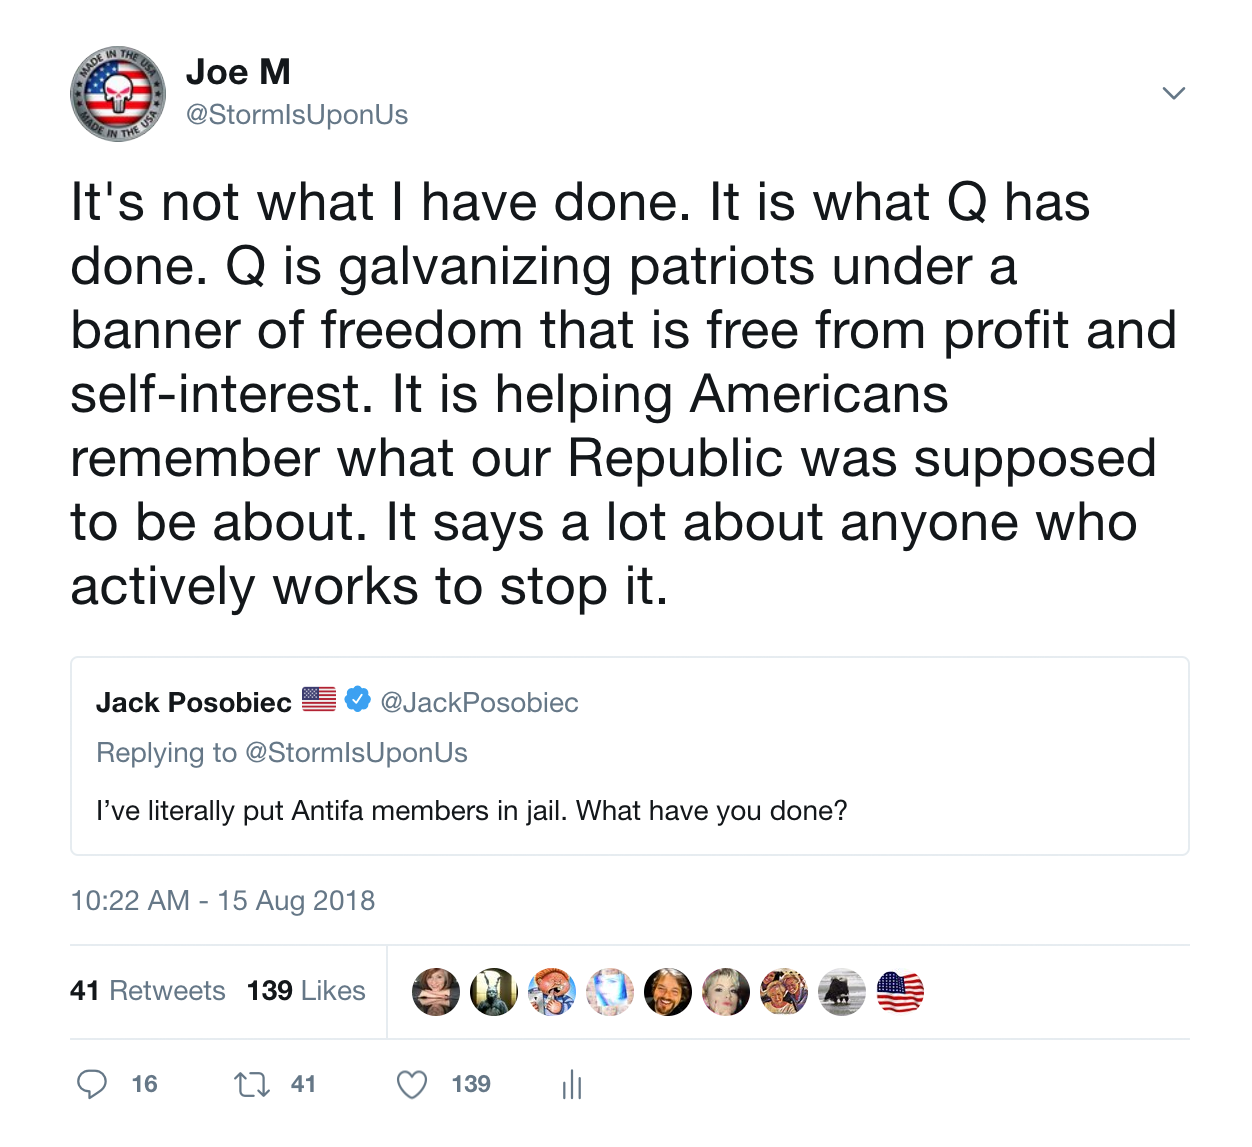 MADE IN THE USA
MADE IN THE USA
Joe M
@StormIsUponUs
It's not what I have done. It is what Q has
done. Q is galvanizing patriots under a
banner of freedom that is free from profit and
self-interest. It is helping Americans
remember what our Republic was supposed
to be about. It says a lot about anyone who
actively works to stop it.
Jack Posobiec @JackPosobiec
Replying to @StormIsUponUs
I’ve literally put Antifa members in jail. What have you done?
10:22 AM - 15 Aug 2018
41 Retweets 139 Likes
16 41 139